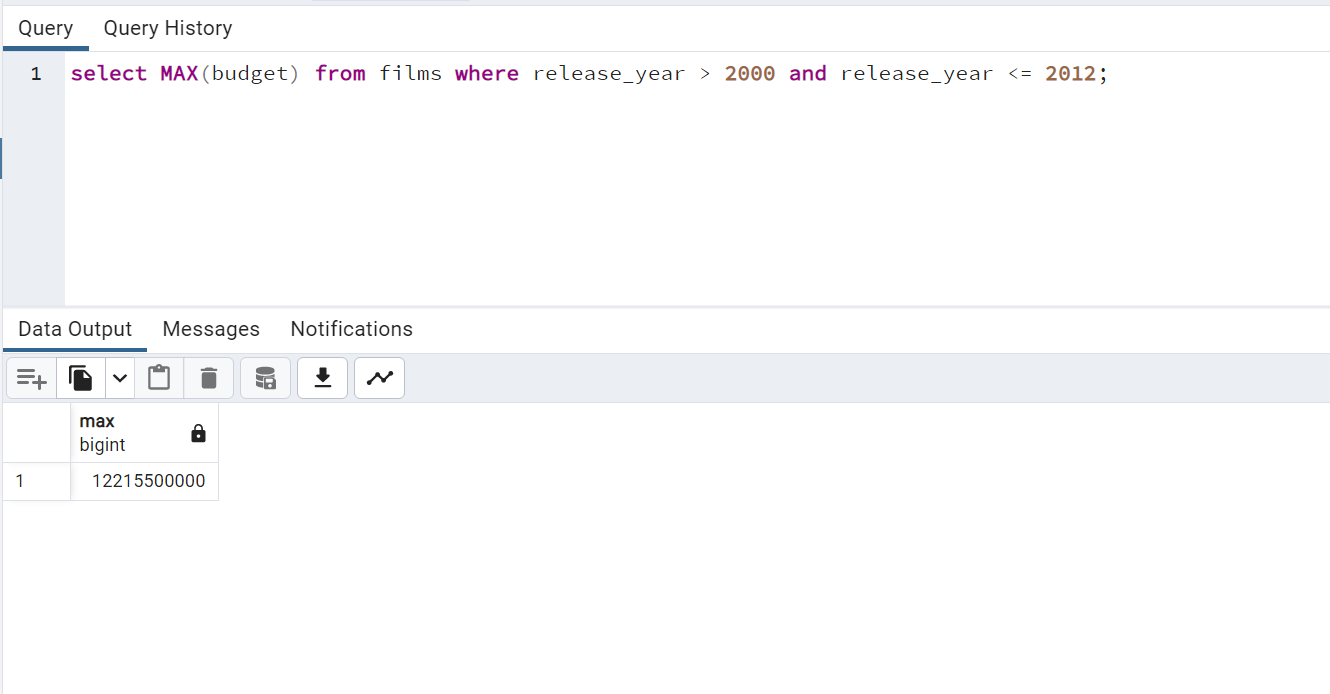 Query Query History
1 select MAX(budget) from films where release_year > 2000 and release_year <= 2012;
Data Output Messages Notifications
max
bigint
1 12215500000